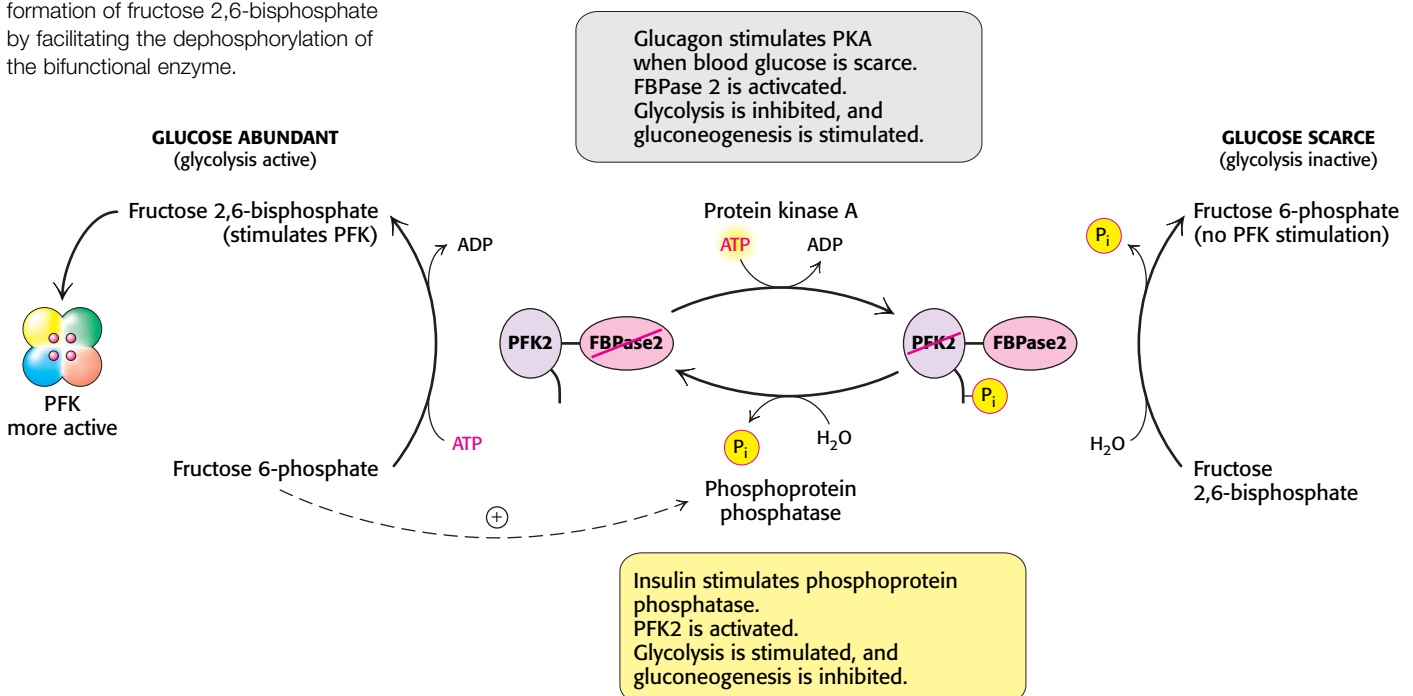 formation of fructose 2,6-bisphosphate
by facilitating the dephosphorylation of
the bifunctional enzyme.
Glucagon stimulates PKA
when blood glucose is scarce.
FBPase 2 is activcated.
Glycolysis is inhibited, and
gluconeogenesis is stimulated.
GLUCOSE ABUNDANT
(glycolysis active)
GLUCOSE SCARCE
(glycolysis inactive)
Fructose 2,6-bisphosphate
(stimulates PFK)
ADP
Protein kinase A
ATP
ADP
Pi
Fructose 6-phosphate
(no PFK stimulation)
PFK2
FBPase2
PFK2
FBPase2
Pi
PFK
more active
ATP
Fructose 6-phosphate
Pi
H2O
Phosphoprotein
phosphatase
H2O
Fructose
2,6-bisphosphate
+
Insulin stimulates phosphoprotein
phosphatase.
PFK2 is activated.
Glycolysis is stimulated, and
gluconeogenesis is inhibited.